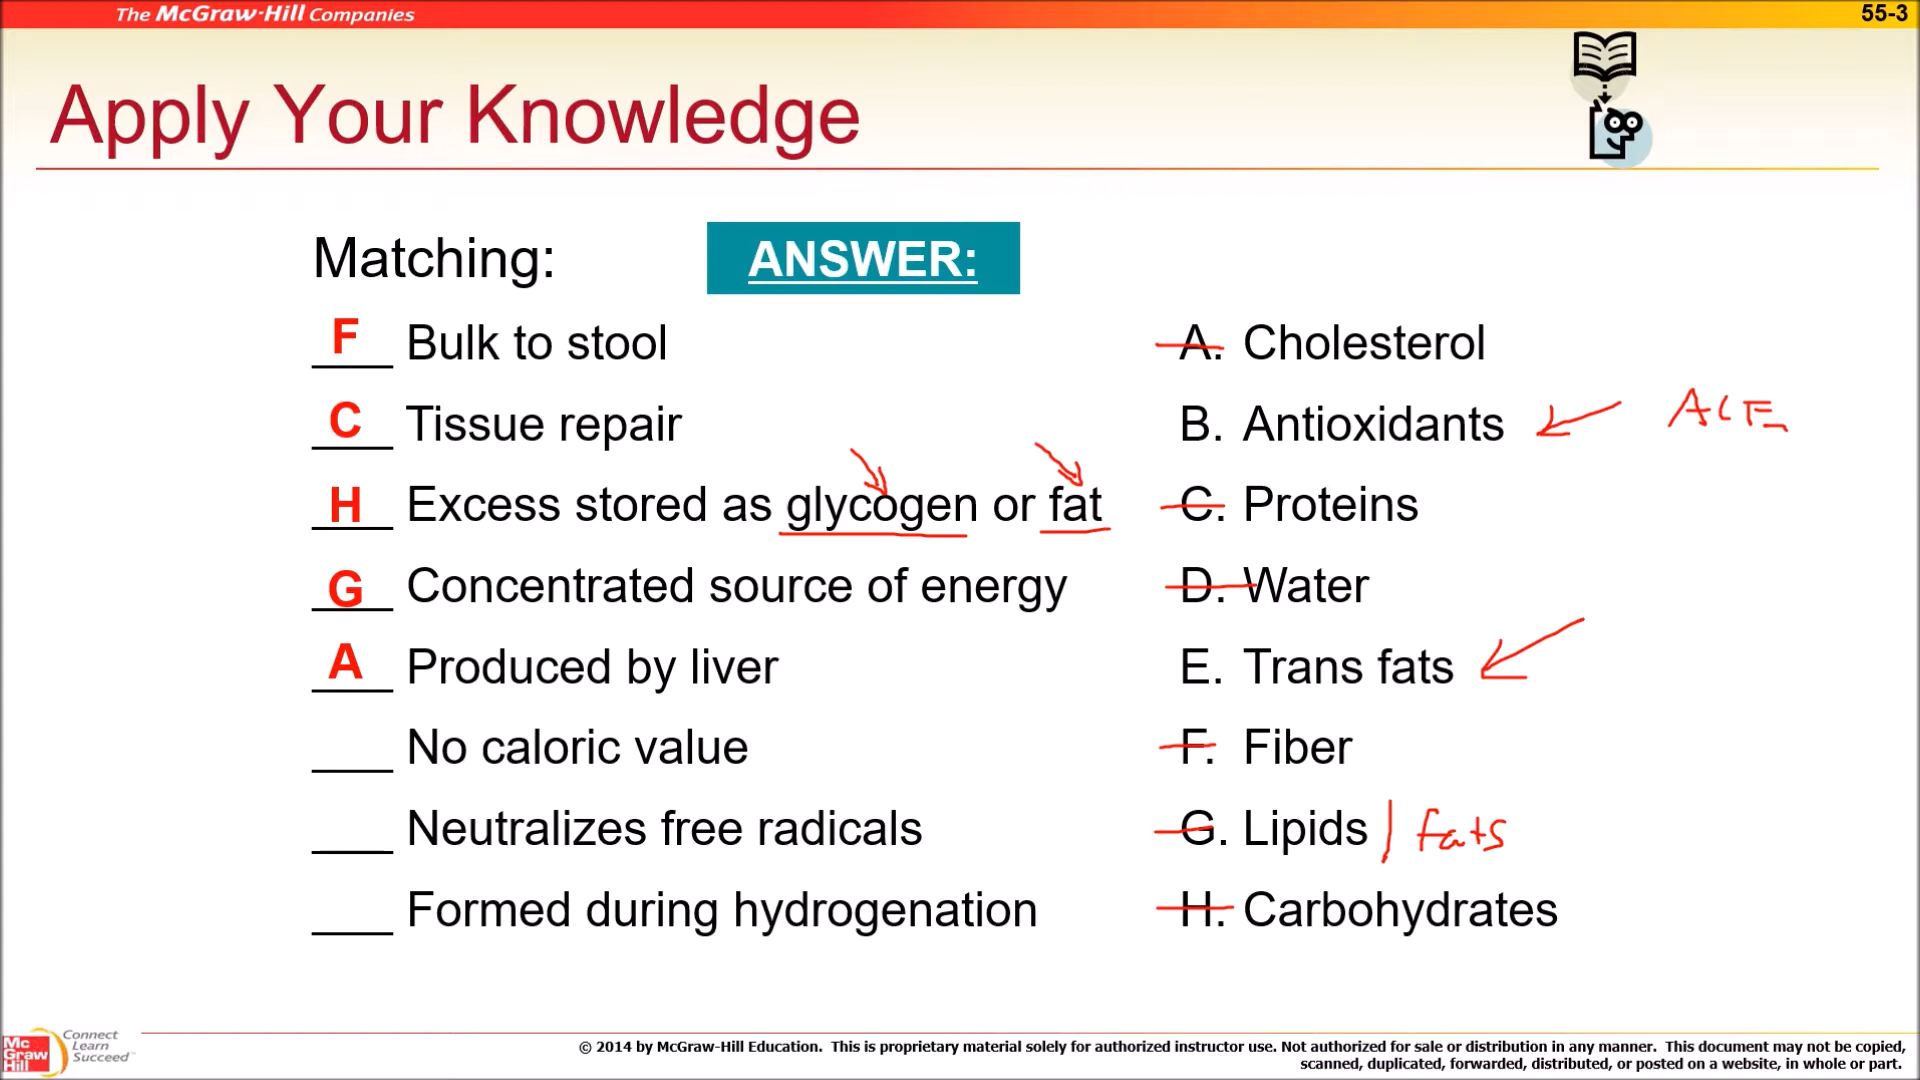 The McGraw-Hill Companies
55-3
Apply Your Knowledge
Matching:
ANSWER:
F Bulk to stool
C Tissue repair
H Excess stored as glycogen or fat
G Concentrated source of energy
A Produced by liver
___ No caloric value
___ Neutralizes free radicals
___ Formed during hydrogenation
A. Cholesterol
B. Antioxidants ACE
C. Proteins
D. Water
E. Trans fats
F. Fiber
G. Lipids / fats
H. Carbohydrates
Mc
Graw
Hill
Connect
Learn
Succeed™
© 2014 by McGraw-Hill Education. This is proprietary material solely for authorized instructor use. Not authorized for sale or distribution in any manner. This document may not be copied,
scanned, duplicated, forwarded, distributed, or posted on a website, in whole or part.